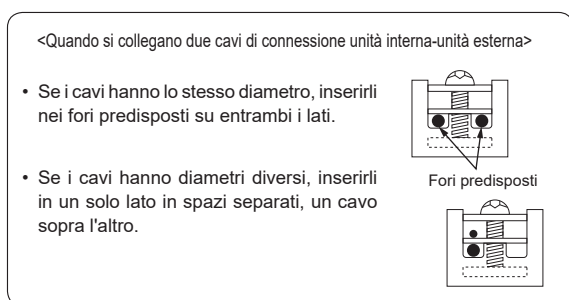 <Quando si collegano due cavi di connessione unità interna-unità esterna>
• Se i cavi hanno lo stesso diametro, inserirli
nei fori predisposti su entrambi i lati.
Fori predisposti
• Se i cavi hanno diametri diversi, inserirli
in un solo lato in spazi separati, un cavo
sopra l'altro.